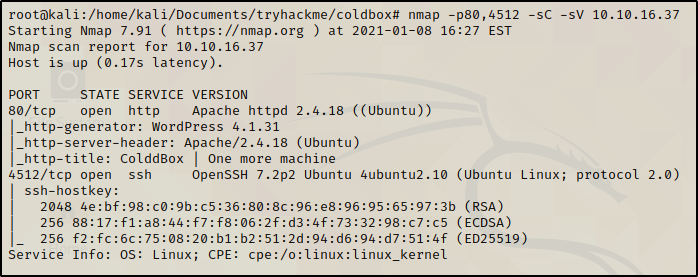 root@kali:/home/kali/Documents/tryhackme/coldbox# nmap -p80,4512 -sC -sV 10.10.16.37
Starting Nmap 7.91 ( https://nmap.org ) at 2021-01-08 16:27 EST
Nmap scan report for 10.10.16.37
Host is up (0.17s latency).

PORT     STATE SERVICE VERSION
80/tcp   open  http    Apache httpd 2.4.18 ((Ubuntu))
|_http-generator: WordPress 4.1.31
|_http-server-header: Apache/2.4.18 (Ubuntu)
|_http-title: ColddBox | One more machine
4512/tcp open  ssh     OpenSSH 7.2p2 Ubuntu 4ubuntu2.10 (Ubuntu Linux; protocol 2.0)
| ssh-hostkey:
|   2048 4e:bf:98:c0:9b:c5:36:80:8c:96:e8:96:95:65:97:3b (RSA)
|   256 88:17:f1:a8:44:f7:f8:06:2f:d3:4f:73:32:98:c7:c5 (ECDSA)
|_  256 f2:fc:6c:75:08:20:b1:b2:51:2d:94:d6:94:d7:51:4f (ED25519)
Service Info: OS: Linux; CPE: cpe:/o:linux:linux_kernel